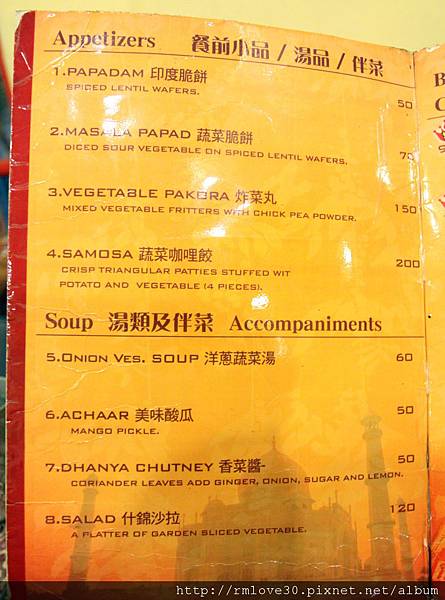 Appetizers 餐前小品 / 湯品 / 伴菜
1.PAPADAM 印度脆餅
SPICED LENTIL WAFERS. 50
2.MASALA PAPAD 蔬菜脆餅
DICED SOUR VEGETABLE ON SPICED LENTIL WAFERS. 70
3.VEGETABLE PAKORA 炸菜丸
MIXED VEGETABLE FRITTERS WITH CHICK PEA POWDER. 150
4.SAMOSA 蔬菜咖哩餃 200
CRISP TRIANGULAR PATTIES STUFFED WIT
POTATO AND VEGETABLE (4 PIECES).
Soup 湯類及伴菜 Accompaniments
5.ONION VES. SOUP 洋蔥蔬菜湯 60
6.ACHAAR 美味酸瓜 50
MANGO PICKLE.
7.DHANYA CHUTNEY 香菜醬- 50
CORIANDER LEAVES ADD GINGER, ONION, SUGAR AND LEMON.
8.SALAD 什錦沙拉 120
A PLATTER OF GARDEN SLICED VEGETABLE.
http://rmlove30.pixnet.net/album